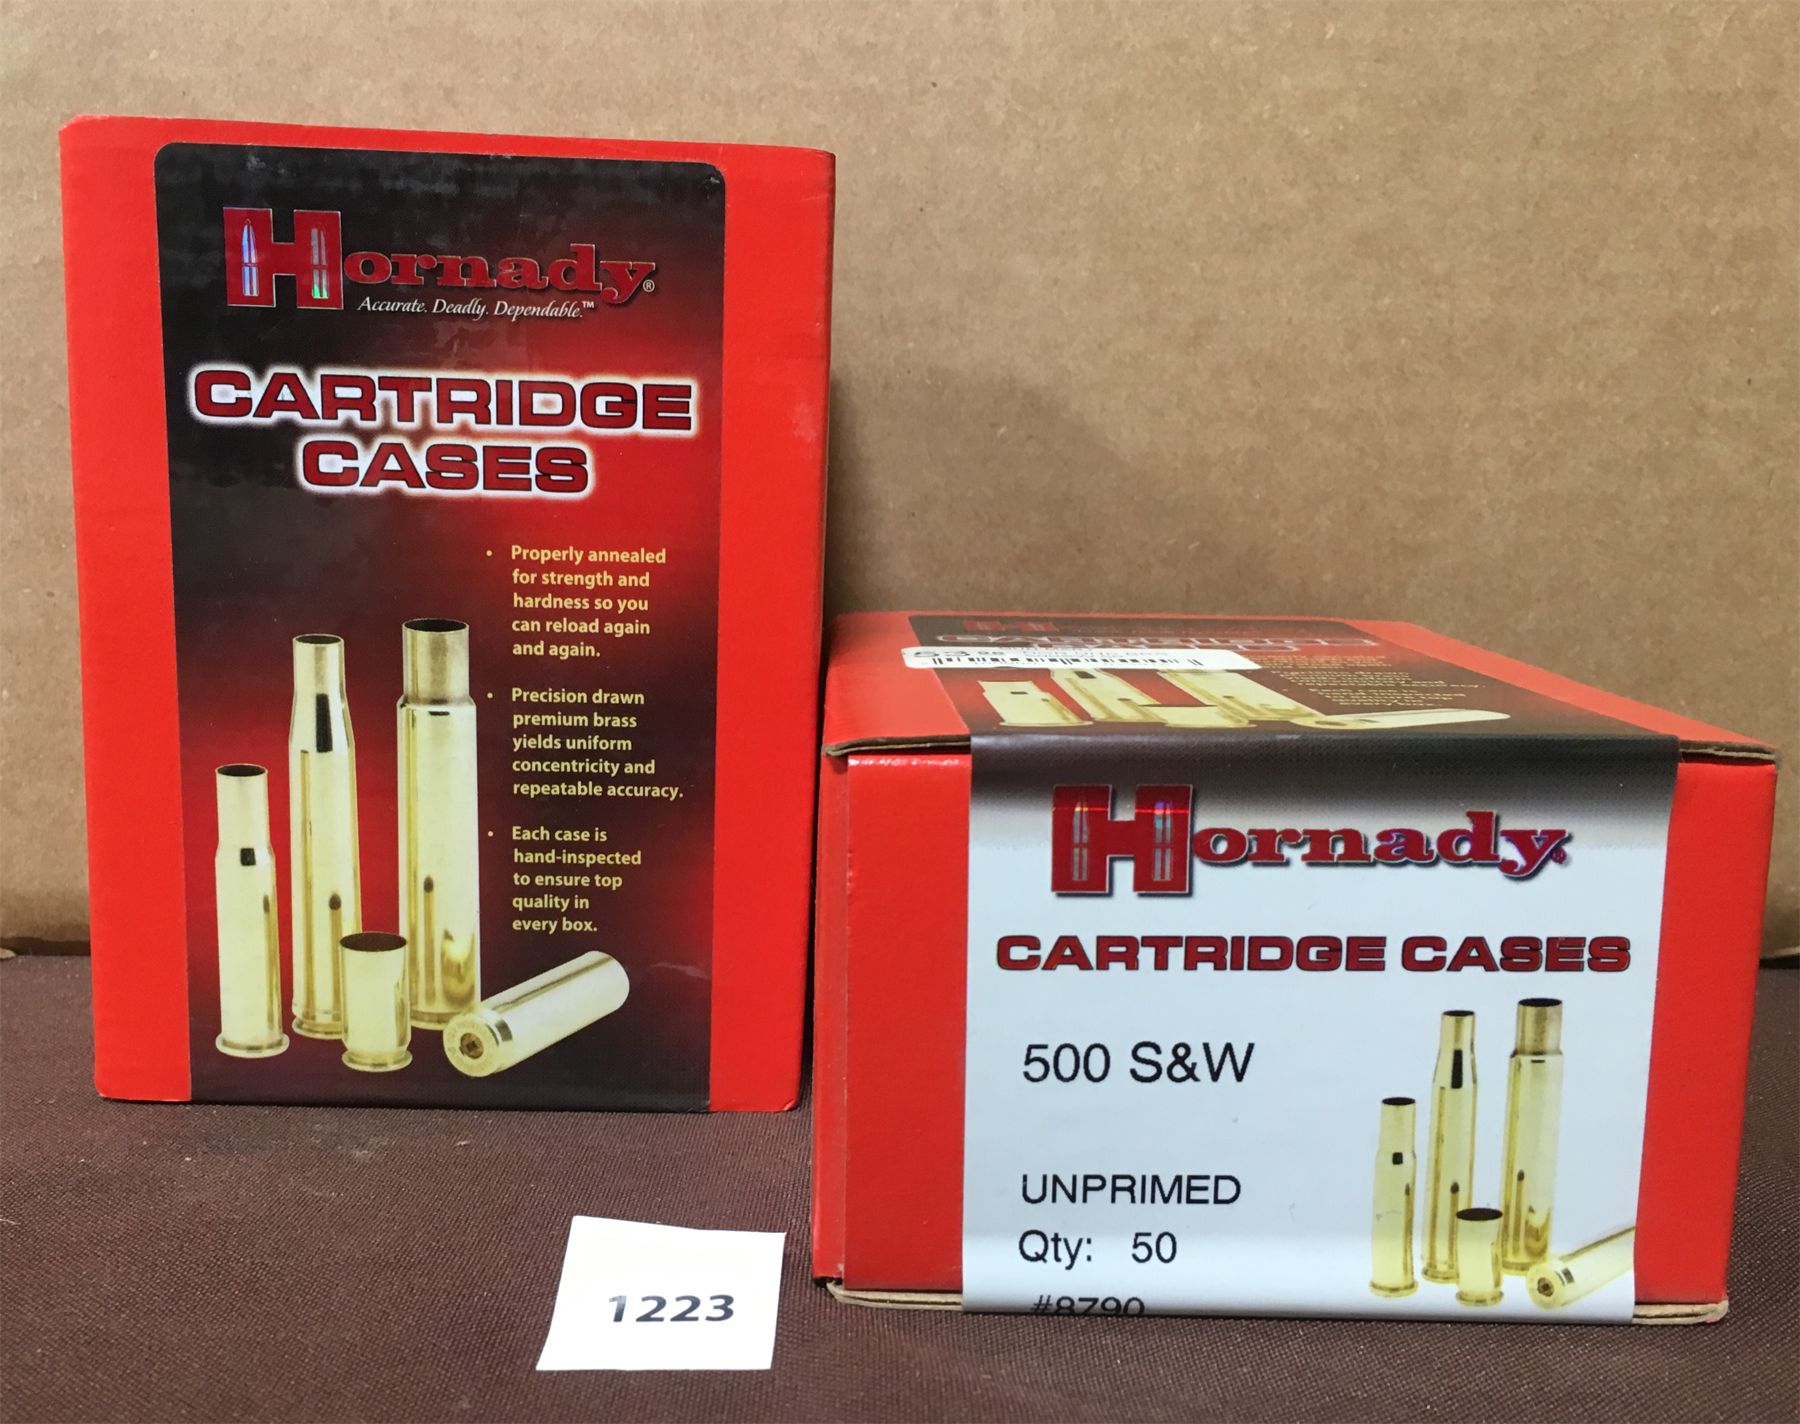 Hornady®
Accurate. Deadly. Dependable.™
CARTRIDGE
CASES
• Properly annealed
for strength and
hardness so you
can reload again
and again.
• Precision drawn
premium brass
yields uniform
concentricity and
repeatable accuracy.
• Each case is
hand-inspected
to ensure top
quality in
every box.
Hornady®
CARTRIDGE CASES
500 S&W
UNPRIMED
Qty: 50
#8790
1223